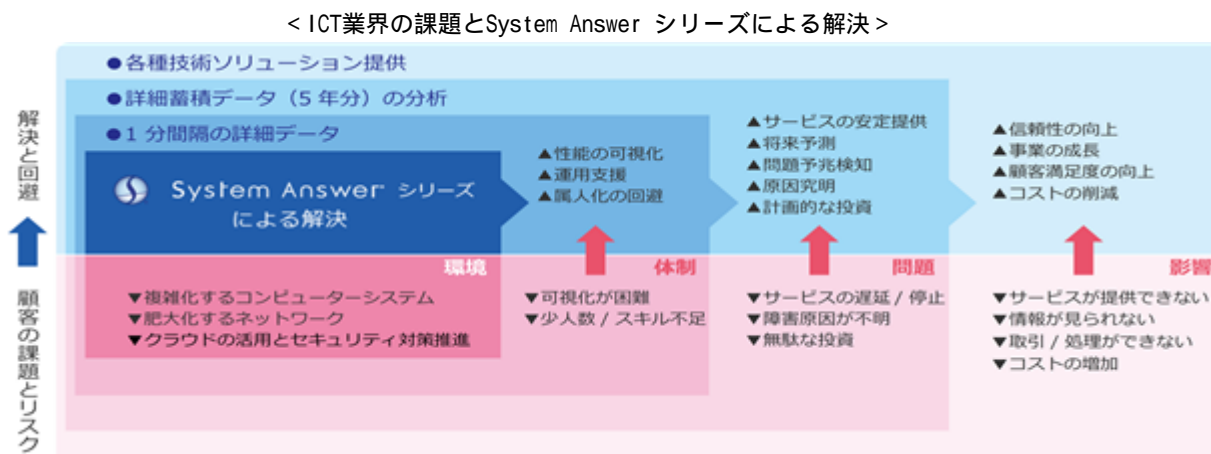 <ICT業界の課題とSystem Answer シリーズによる解決>
●各種技術ソリューション提供
●詳細蓄積データ（5年分）の分析
●1分間隔の詳細データ
System Answer シリーズ
による解決
▲性能の可視化
▲運用支援
▲属人化の回避
▲サービスの安定提供
▲将来予測
▲問題予兆検知
▲原因究明
▲計画的な投資
▲信頼性の向上
▲事業の成長
▲顧客満足度の向上
▲コストの削減
解決と回避
顧客の課題とリスク
環境
▼複雑化するコンピューターシステム
▼肥大化するネットワーク
▼クラウドの活用とセキュリティ対策推進
体制
▼可視化が困難
▼少人数 / スキル不足
問題
▼サービスの遅延 / 停止
▼障害原因が不明
▼無駄な投資
影響
▼サービスが提供できない
▼情報が見られない
▼取引 / 処理ができない
▼コストの増加